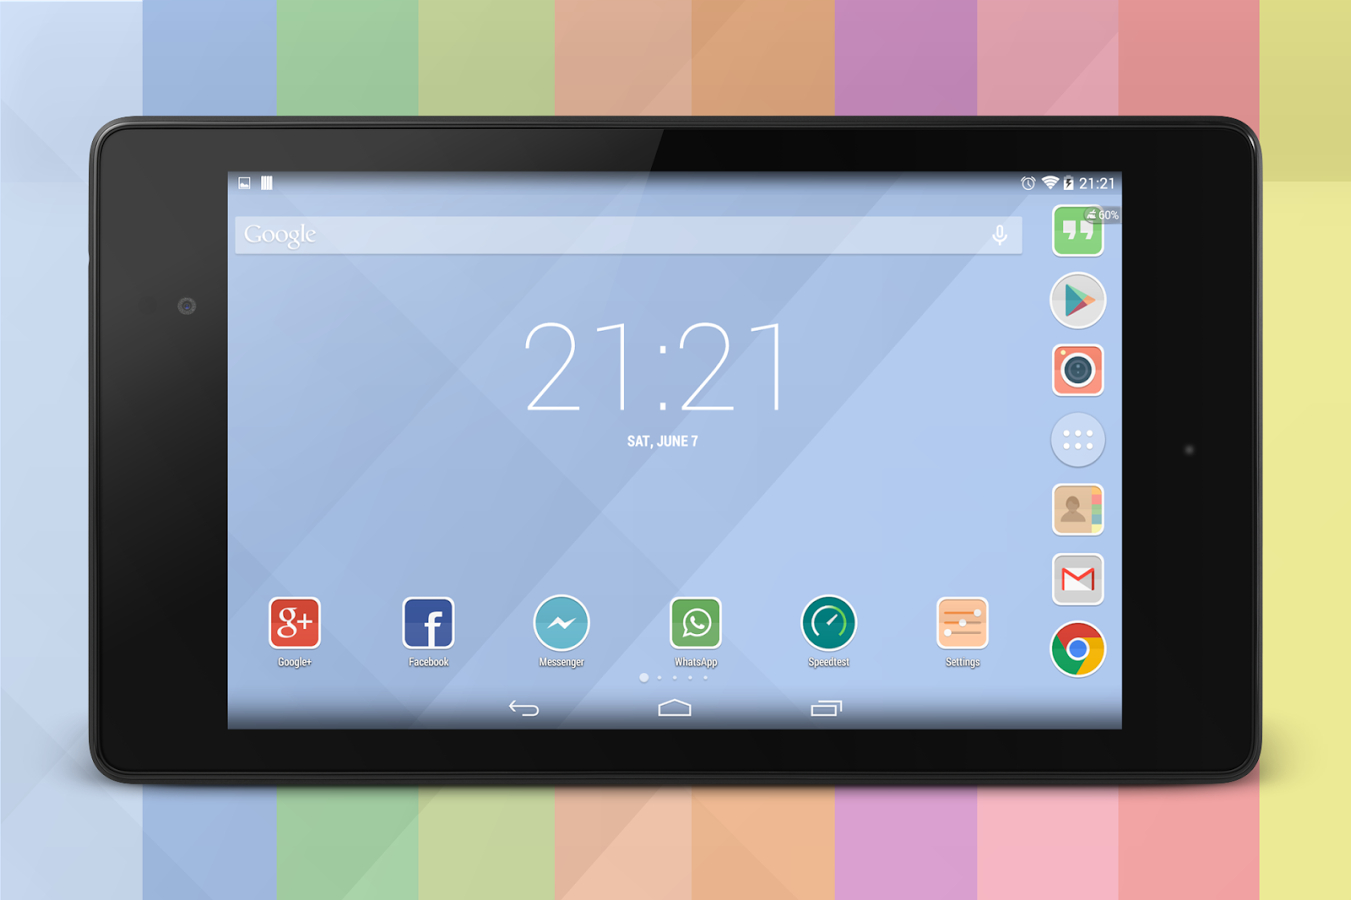 21:21
60%
Google
21:21
SAT, JUNE 7
g+
f
Google+
Facebook
Messenger
WhatsApp
Speedtest
Settings